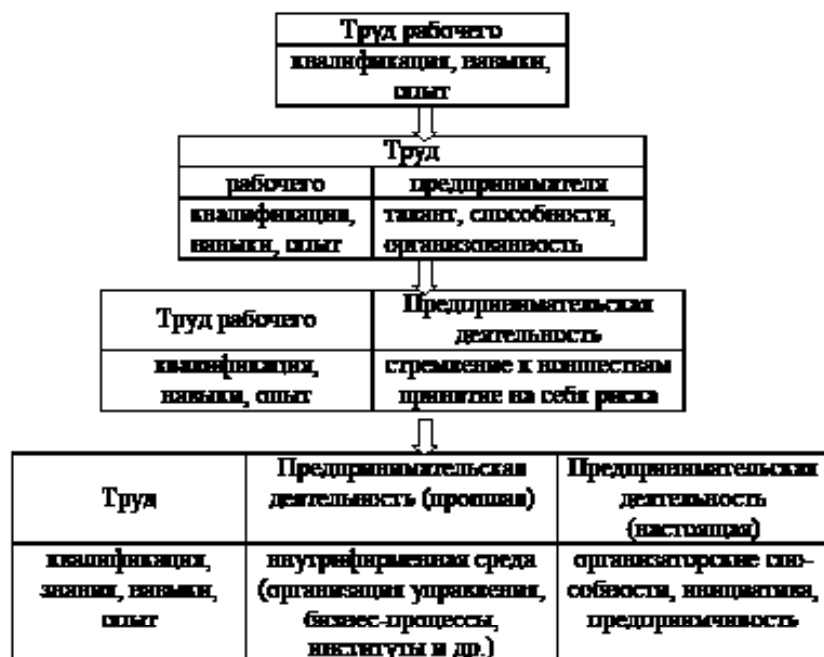 Труд рабочего
квалификация, навыки,
опыт
Труд
рабочего
предпринимателя
квалификация,
навыки, опыт
талант, способности,
организованность
Труд рабочего
Предпринимательская
деятельность
квалификация,
навыки, опыт
стремление к новшествам
принятие на себя риска
Труд
Предпринимательская
деятельность (прошлая)
Предпринимательская
деятельность
(настоящая)
квалификация,
знания, навыки,
опыт
внутрифирменная среда
(организация управления,
бизнес-процессы,
институты и др.)
организаторские спо-
собности, инициатива,
предприимчивость